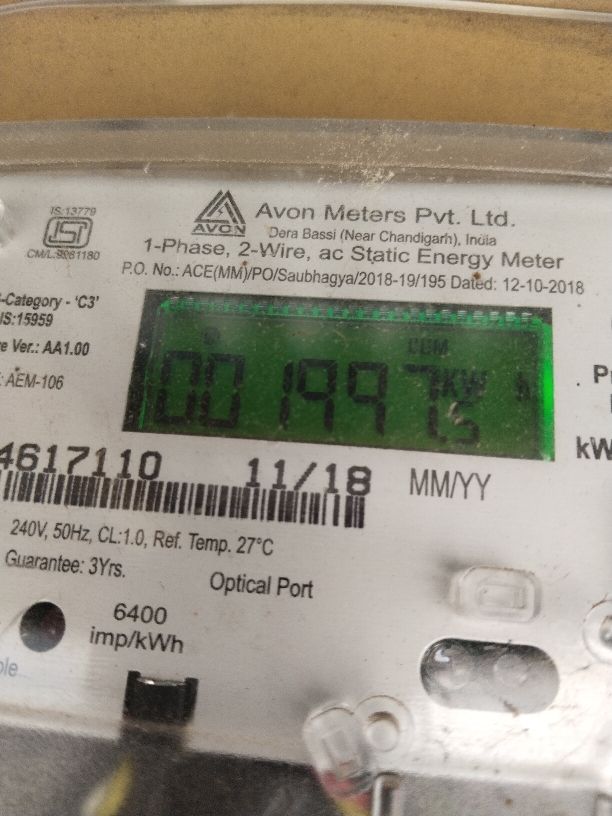 IS:13779
ISI
CM/L:9061180
AVON
Avon Meters Pvt. Ltd.
Dera Bassi (Near Chandigarh), India
1-Phase, 2-Wire, ac Static Energy Meter
P.O. No.: ACE(MM)/PO/Saubhagya/2018-19/195 Dated: 12-10-2018
-Category - 'C3'
IS:15959
e Ver.: AA1.00
: AEM-106
CUM
001997.5
KW h
kW
4617110 11/18 MM/YY
240V, 50Hz, CL:1.0, Ref. Temp. 27°C
Guarantee: 3Yrs.
Optical Port
6400
imp/kWh